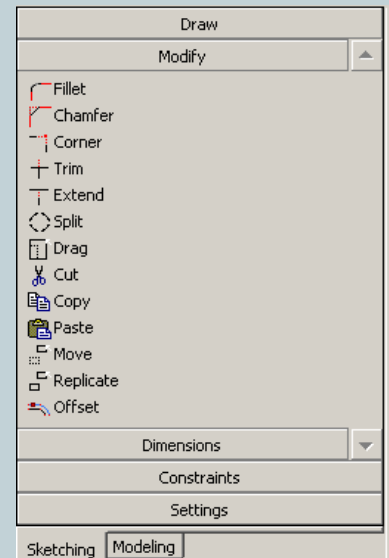 Draw
Modify
Fillet
Chamfer
Corner
Trim
Extend
Split
Drag
Cut
Copy
Paste
Move
Replicate
Offset
Dimensions
Constraints
Settings
Sketching Modeling